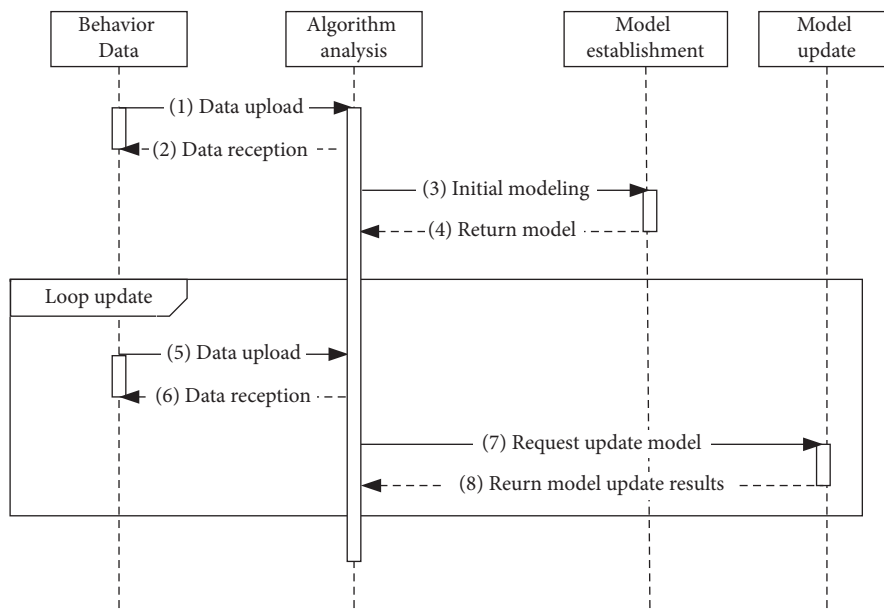 Behavior
Data
Algorithm
analysis
Model
establishment
Model
update
(1) Data upload
(2) Data reception
(3) Initial modeling
(4) Return model
Loop update
(5) Data upload
(6) Data reception
(7) Request update model
(8) Reurn model update results